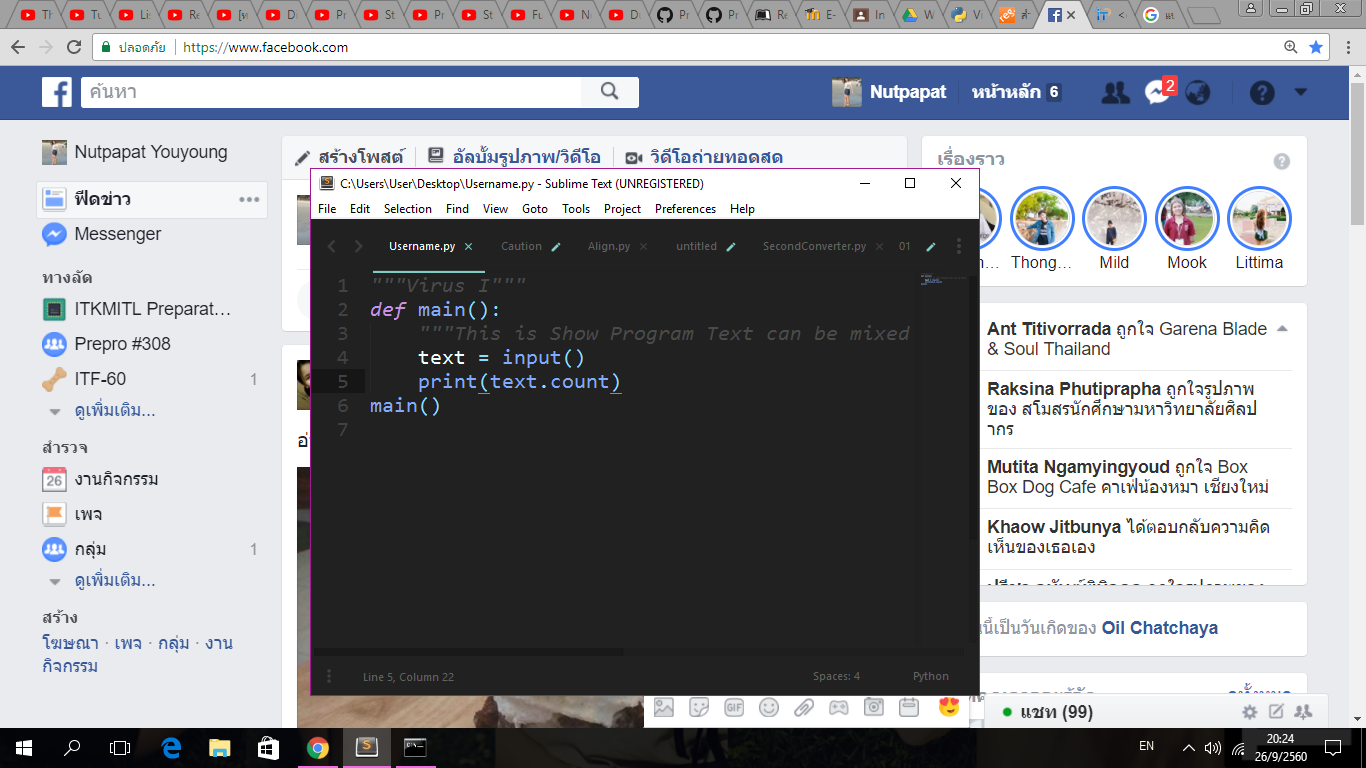 ปลอดภัย https://www.facebook.com
ค้นหา
Nutpapat หน้าหลัก 6
2
Nutpapat Youyoung
ฟีดข่าว
Messenger
ทางลัด
ITKMITL Preparat…
Prepro #308
ITF-60 1
ดูเพิ่มเติม...
สำรวจ
26 งานกิจกรรม
เพจ
กลุ่ม 1
ดูเพิ่มเติม...
สร้าง
โฆษณา · เพจ · กลุ่ม · งาน
กิจกรรม
สร้างโพสต์ อัลบั้มรูปภาพ/วิดีโอ วิดีโอถ่ายทอดสด
C:\Users\User\Desktop\Username.py - Sublime Text (UNREGISTERED)
File Edit Selection Find View Goto Tools Project Preferences Help
Username.py Caution Align.py untitled SecondConverter.py 01
1 """Virus I"""
2 def main():
3 """This is Show Program Text can be mixed
4 text = input()
5 print(text.count)
6 main()
7
Line 5, Column 22 Spaces: 4 Python
เรื่องราว
Thong... Mild Mook Littima
Ant Titivorrada ถูกใจ Garena Blade
& Soul Thailand
Raksina Phutiprapha ถูกใจรูปภาพ
ของ สโมสรนักศึกษามหาวิทยาลัยศิลป
ากร
Mutita Ngamyingyoud ถูกใจ Box
Box Dog Cafe คาเฟ่น้องหมา เชียงใหม่
Khaow Jitbunya ได้ตอบกลับความคิด
เห็นของเธอเอง
นี้เป็นวันเกิดของ Oil Chatchaya
GIF
แชท (99)
EN
20:24
26/9/2560